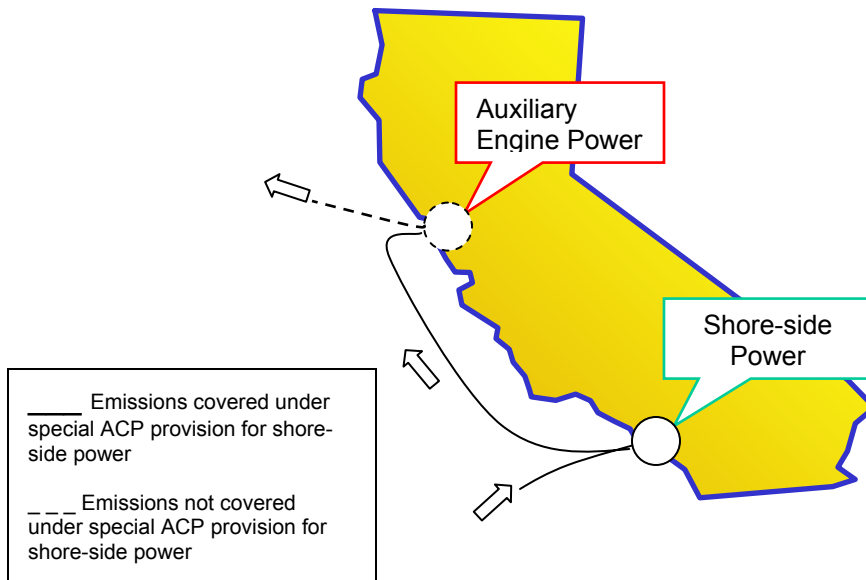 Auxiliary
Engine Power
Shore-side
Power
____ Emissions covered under
special ACP provision for shore-
side power
_ _ _ Emissions not covered
under special ACP provision for
shore-side power